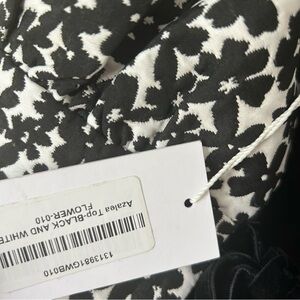 Azalea Top-BLACK AND WHITE
FLOWER-010
1313981GWB010